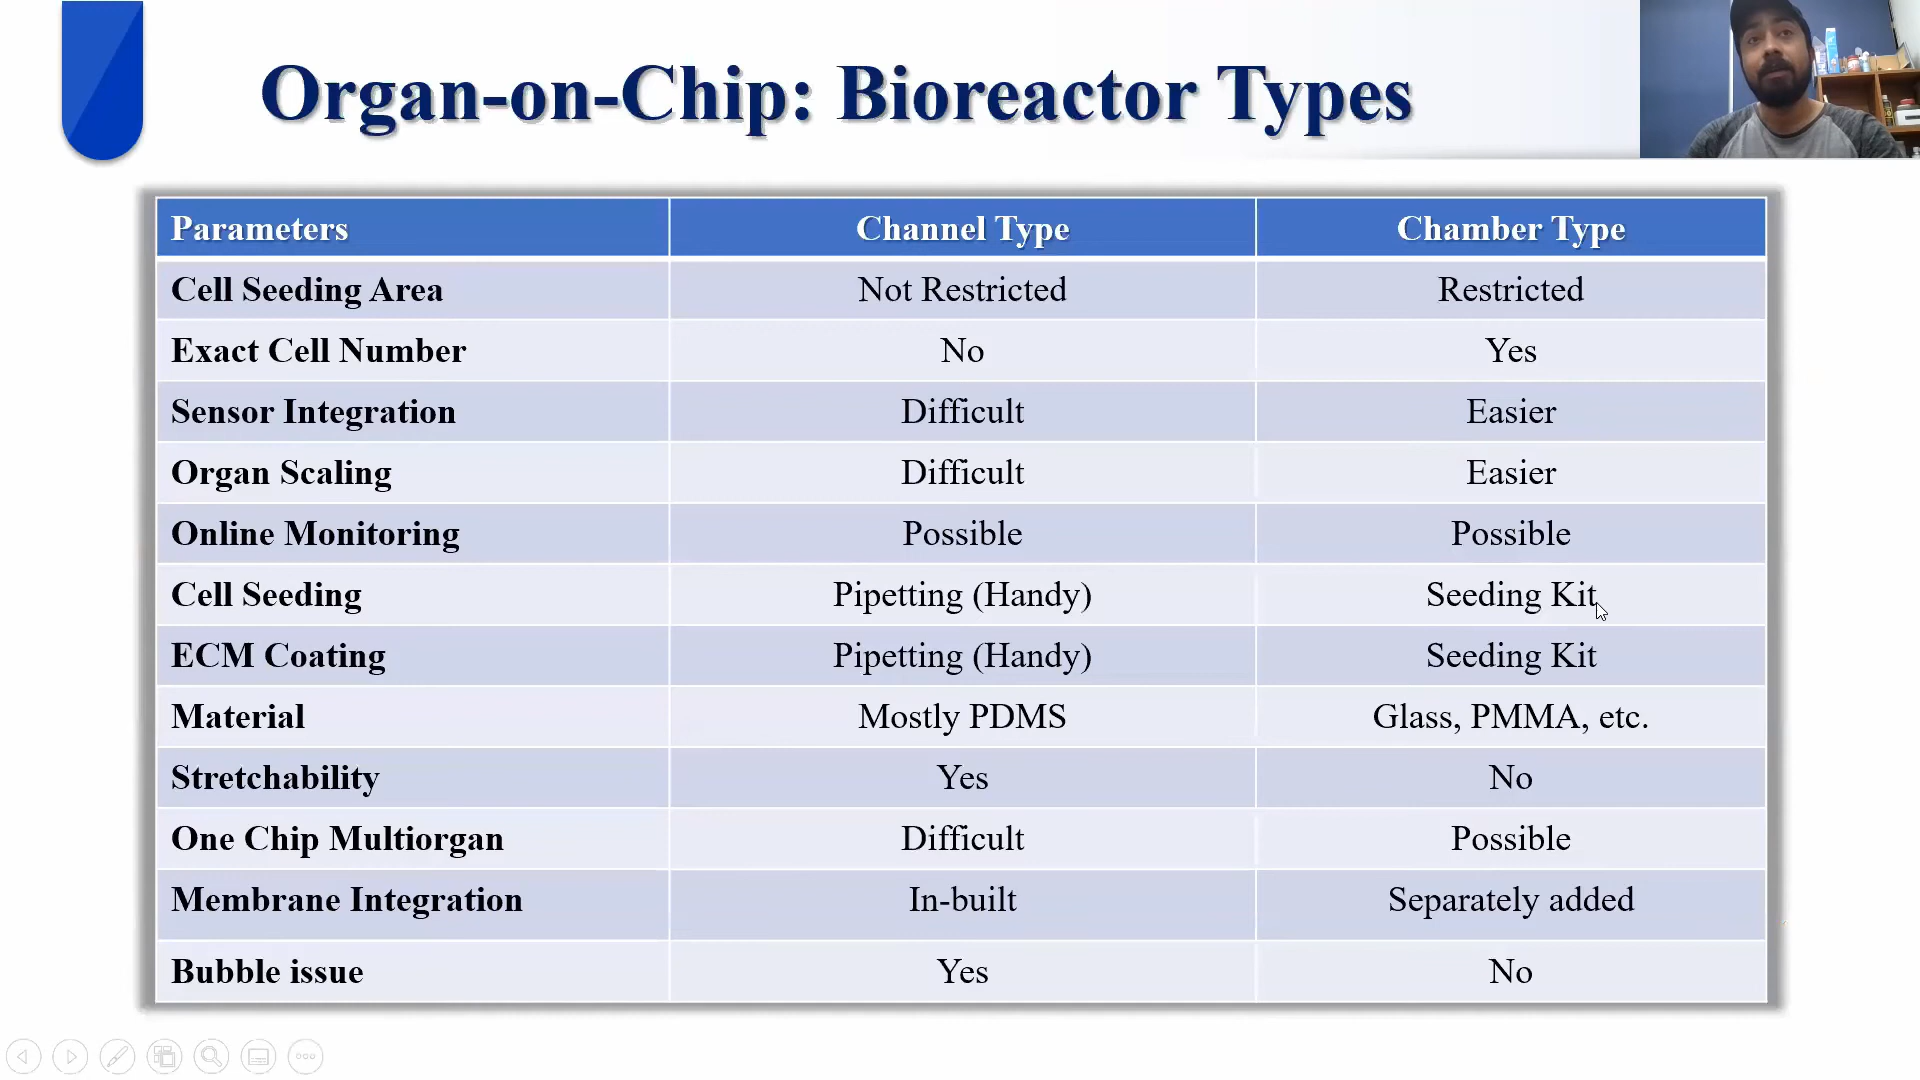 Organ-on-Chip: Bioreactor Types
Parameters Channel Type Chamber Type
Cell Seeding Area Not Restricted Restricted
Exact Cell Number No Yes
Sensor Integration Difficult Easier
Organ Scaling Difficult Easier
Online Monitoring Possible Possible
Cell Seeding Pipetting (Handy) Seeding Kit
ECM Coating Pipetting (Handy) Seeding Kit
Material Mostly PDMS Glass, PMMA, etc.
Stretchability Yes No
One Chip Multiorgan Difficult Possible
Membrane Integration In-built Separately added
Bubble issue Yes No